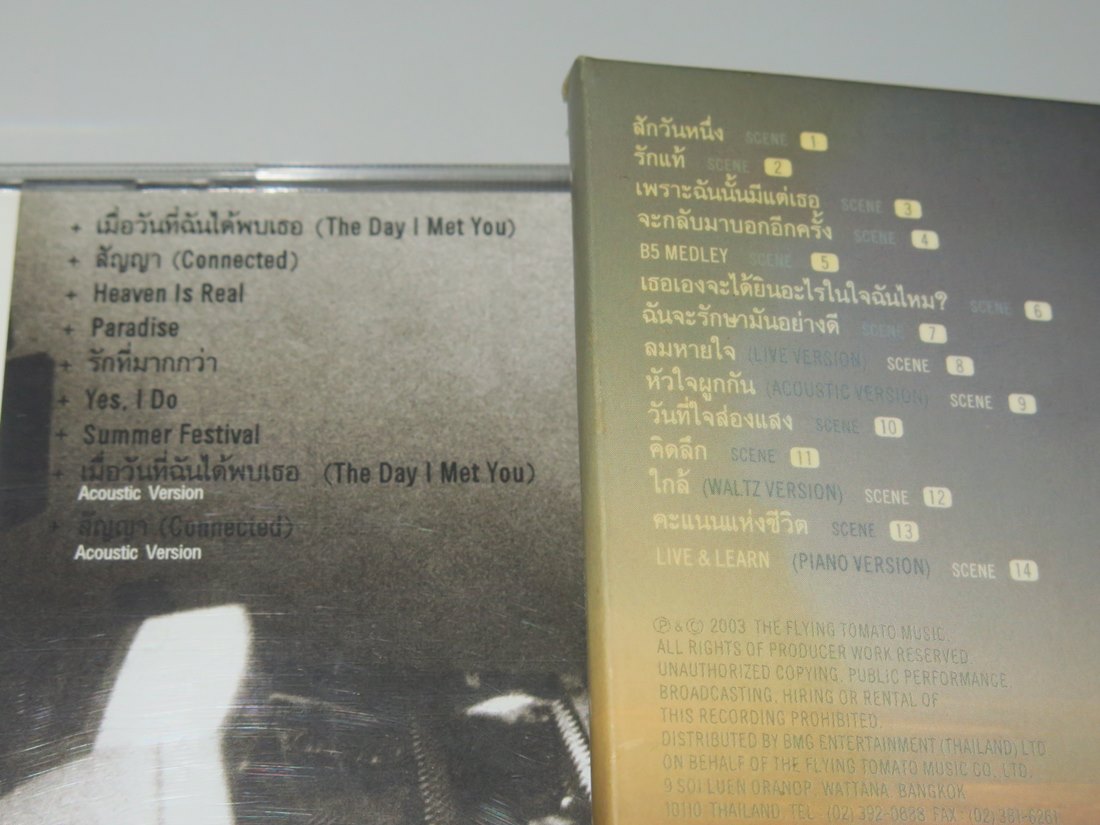 + เมื่อวันที่ฉันได้พบเธอ (The Day I Met You)
+ สัญญา (Connected)
+ Heaven Is Real
+ Paradise
+ รักที่มากกว่า
+ Yes, I Do
+ Summer Festival
+ เมื่อวันที่ฉันได้พบเธอ (The Day I Met You)
Acoustic Version
+ สัญญา (Connected)
Acoustic Version
สักวันหนึ่ง SCENE 1
รักแท้ SCENE 2
เพราะฉันนั้นมีแต่เธอ SCENE 3
จะกลับมาบอกอีกครั้ง SCENE 4
B5 MEDLEY SCENE 5
เธอเองจะได้ยินอะไรในใจฉันไหม? SCENE 6
ฉันจะรักษามันอย่างดี SCENE 7
ลมหายใจ (LIVE VERSION) SCENE 8
หัวใจผูกกัน (ACOUSTIC VERSION) SCENE 9
วันที่ใจส่องแสง SCENE 10
คิดลึก SCENE 11
ใกล้ (WALTZ VERSION) SCENE 12
คะแนนแห่งชีวิต SCENE 13
LIVE & LEARN (PIANO VERSION) SCENE 14
Ⓟ & © 2003 THE FLYING TOMATO MUSIC.
ALL RIGHTS OF PRODUCER WORK RESERVED
UNAUTHORIZED COPYING, PUBLIC PERFORMANCE,
BROADCASTING, HIRING OR RENTAL OF
THIS RECORDING PROHIBITED.
DISTRIBUTED BY BMG ENTERTAINMENT (THAILAND) LTD
ON BEHALF OF THE FLYING TOMATO MUSIC CO., LTD.
9 SOI LUEN ORANOP, WATTANA, BANGKOK
10110 THAILAND, TEL : (02) 392-0888 FAX : (02) 381-6261